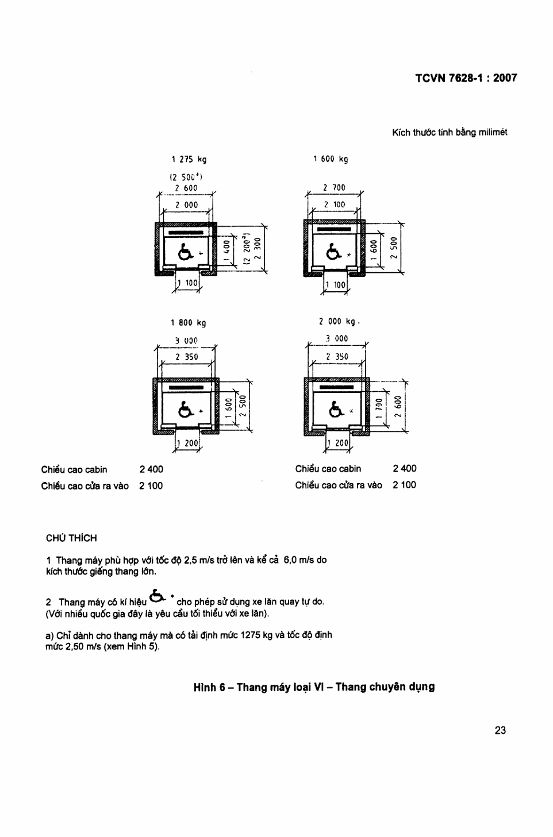 TCVN 7628-1 : 2007
Kích thước tính bằng milimét
1 275 kg
(2 500ᵃ⁾)
2 600
2 000
1 400
(2 200ᵃ⁾)
2 300
1 100
1 600 kg
2 700
2 100
1 600
2 500
1 100
1 800 kg
3 000
2 350
1 600
2 500
1 200
2 000 kg.
3 000
2 350
1 700
2 600
1 200
Chiều cao cabin 2 400
Chiều cao cửa ra vào 2 100
Chiều cao cabin 2 400
Chiều cao cửa ra vào 2 100
CHÚ THÍCH
1 Thang máy phù hợp với tốc độ 2,5 m/s trở lên và kể cả 6,0 m/s do
kích thước giếng thang lớn.
2 Thang máy có kí hiệu * cho phép sử dụng xe lăn quay tự do.
(Với nhiều quốc gia đây là yêu cầu tối thiểu với xe lăn).
a) Chỉ dành cho thang máy mà có tải định mức 1275 kg và tốc độ định
mức 2,50 m/s (xem Hình 5).
Hình 6 – Thang máy loại VI – Thang chuyên dụng
23